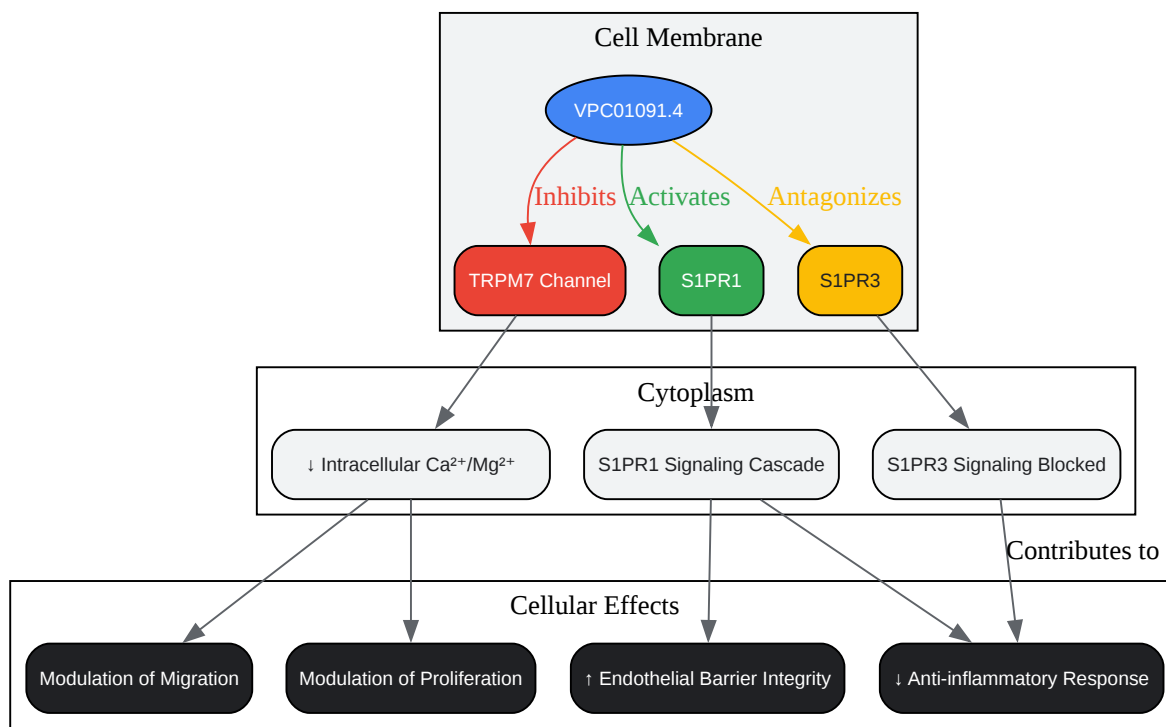 Cell Membrane
VPC01091.4
Inhibits
Activates
Antagonizes
TRPM7 Channel
S1PR1
S1PR3
Cytoplasm
↓ Intracellular Ca²⁺/Mg²⁺
S1PR1 Signaling Cascade
S1PR3 Signaling Blocked
Contributes to
Cellular Effects
Modulation of Migration
Modulation of Proliferation
↑ Endothelial Barrier Integrity
↓ Anti-inflammatory Response